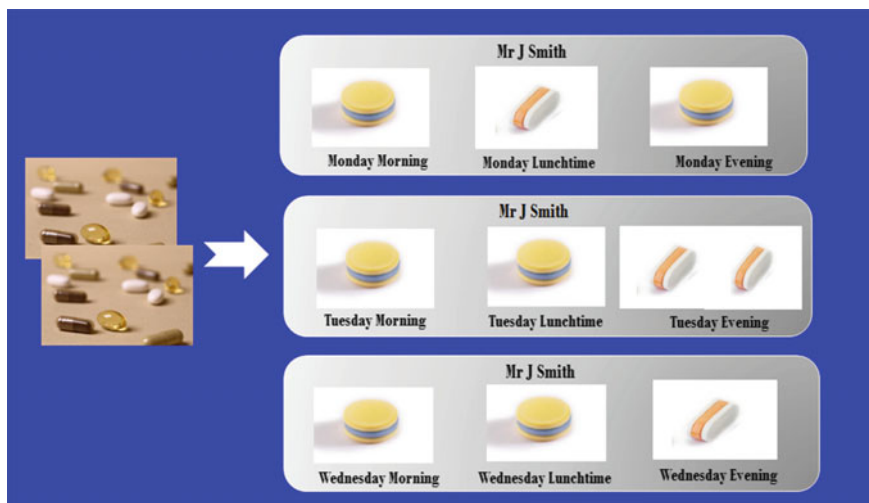 Mr J Smith
Monday Morning
Monday Lunchtime
Monday Evening
Mr J Smith
Tuesday Morning
Tuesday Lunchtime
Tuesday Evening
Mr J Smith
Wednesday Morning
Wednesday Lunchtime
Wednesday Evening